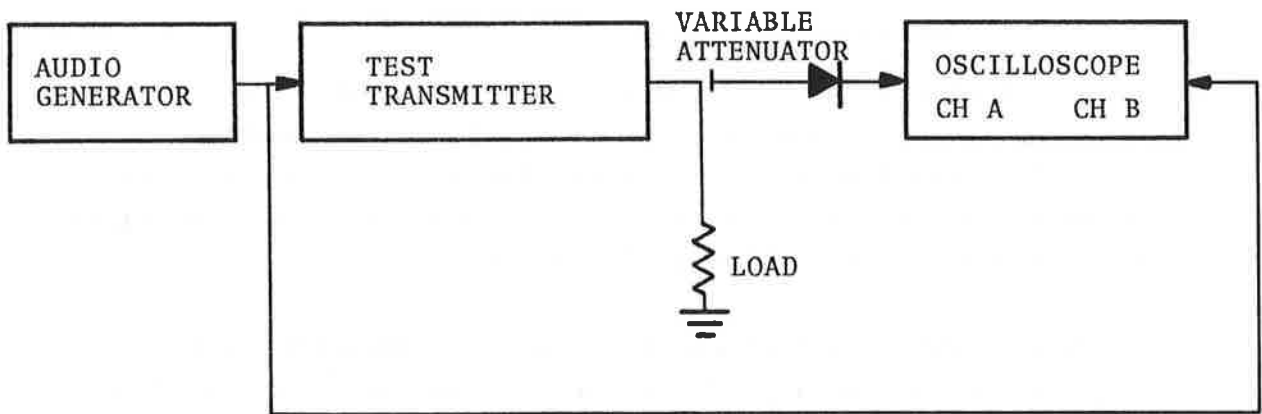 AUDIO
GENERATOR
TEST
TRANSMITTER
VARIABLE
ATTENUATOR
OSCILLOSCOPE
CH A CH B
LOAD